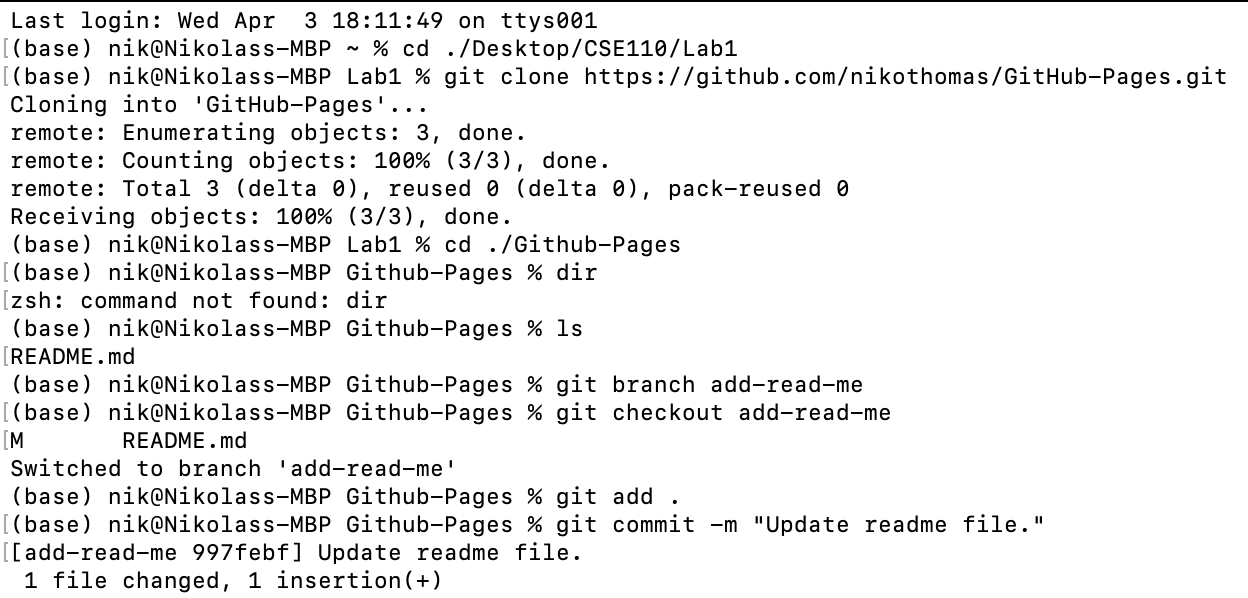 Last login: Wed Apr  3 18:11:49 on ttys001
[(base) nik@Nikolass-MBP ~ % cd ./Desktop/CSE110/Lab1
[(base) nik@Nikolass-MBP Lab1 % git clone https://github.com/nikothomas/GitHub-Pages.git
Cloning into 'GitHub-Pages'...
remote: Enumerating objects: 3, done.
remote: Counting objects: 100% (3/3), done.
remote: Total 3 (delta 0), reused 0 (delta 0), pack-reused 0
Receiving objects: 100% (3/3), done.
(base) nik@Nikolass-MBP Lab1 % cd ./Github-Pages
[(base) nik@Nikolass-MBP Github-Pages % dir
[zsh: command not found: dir
(base) nik@Nikolass-MBP Github-Pages % ls
[README.md
(base) nik@Nikolass-MBP Github-Pages % git branch add-read-me
[(base) nik@Nikolass-MBP Github-Pages % git checkout add-read-me
[M       README.md
Switched to branch 'add-read-me'
(base) nik@Nikolass-MBP Github-Pages % git add .
[(base) nik@Nikolass-MBP Github-Pages % git commit -m "Update readme file."
[[add-read-me 997febf] Update readme file.
 1 file changed, 1 insertion(+)